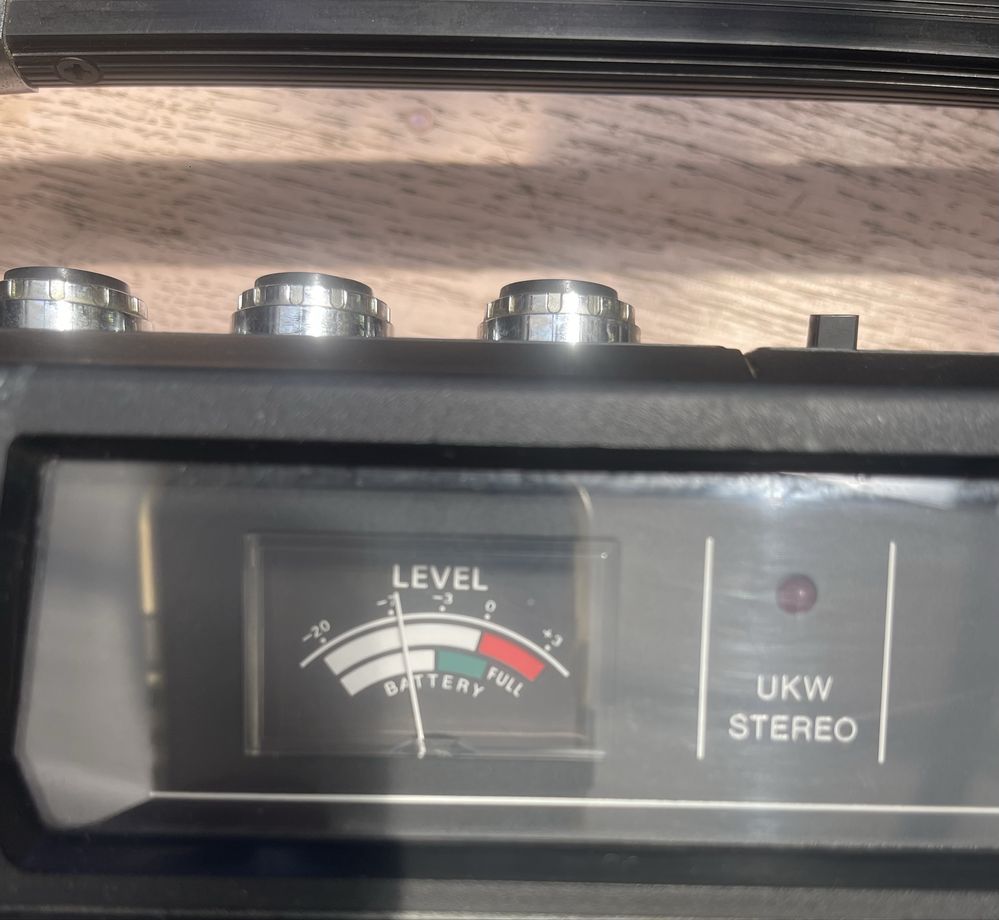 LEVEL
-20 -3 0 +3
BATTERY FULL
UKW
STEREO